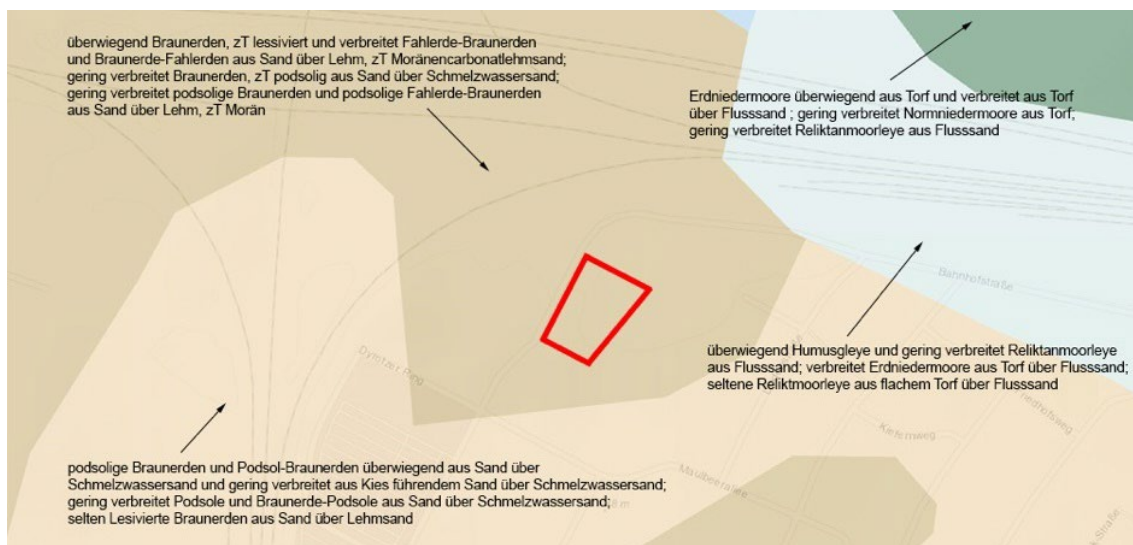 überwiegend Braunerden, zT lessiviert und verbreitet Fahlerde-Braunerden
und Braunerde-Fahlerden aus Sand über Lehm, zT Moränencarbonatlehmsand;
gering verbreitet Braunerden, zT podsolig aus Sand über Schmelzwassersand;
gering verbreitet podsolige Braunerden und podsolige Fahlerde-Braunerden
aus Sand über Lehm, zT Morän
Erdniedermoore überwiegend aus Torf und verbreitet aus Torf
über Flusssand ; gering verbreitet Normniedermoore aus Torf;
gering verbreitet Reliktanmoorleye aus Flusssand
Bahnhofstraße
überwiegend Humusgleye und gering verbreitet Reliktanmoorleye
aus Flusssand; verbreitet Erdniedermoore aus Torf über Flusssand;
seltene Reliktmoorleye aus flachem Torf über Flusssand
Dyrotzer Ring
Kiefernweg
Maulbeerallee
podsolige Braunerden und Podsol-Braunerden überwiegend aus Sand über
Schmelzwassersand und gering verbreitet aus Kies führendem Sand über Schmelzwassersand;
gering verbreitet Podsole und Braunerde-Podsole aus Sand über Schmelzwassersand;
selten Lesivierte Braunerden aus Sand über Lehmsand